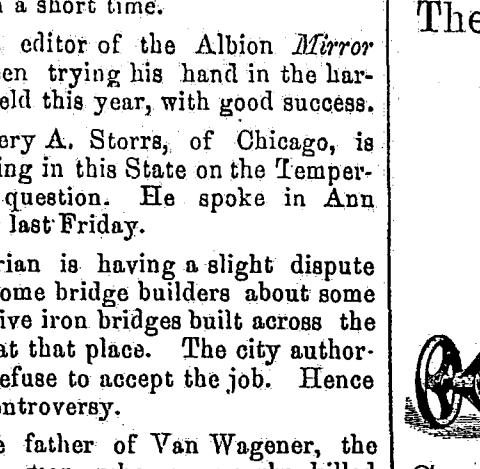 a short time.
editor of the Albion Mirror
en trying his hand in the har-
eld this year, with good success.
ery A. Storrs, of Chicago, is
ing in this State on the Temper-
question. He spoke in Ann
last Friday.
rian is having a slight dispute
ome bridge builders about some
ive iron bridges built across the
at that place. The city author-
efuse to accept the job. Hence
ntroversy.
father of Van Wagener, the
killed
The